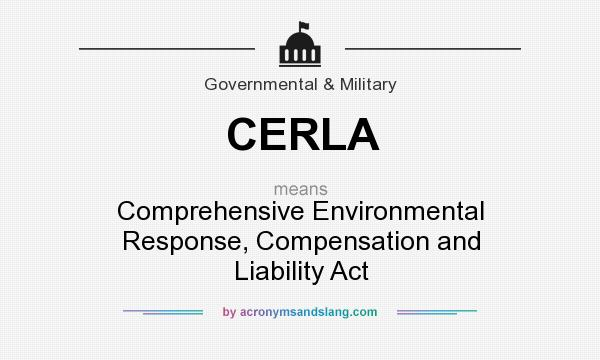 Governmental & Military
CERLA
means
Comprehensive Environmental
Response, Compensation and
Liability Act
by acronymsandslang.com